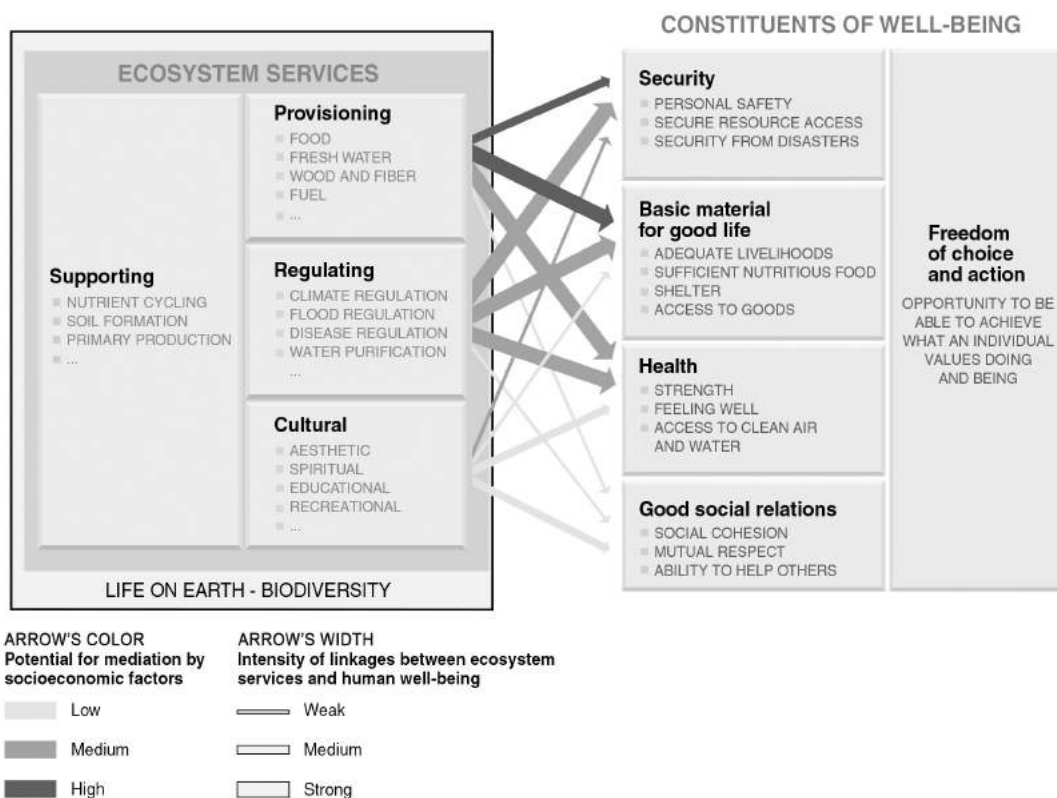 CONSTITUENTS OF WELL-BEING
ECOSYSTEM SERVICES
Supporting
NUTRIENT CYCLING
SOIL FORMATION
PRIMARY PRODUCTION
...
Provisioning
FOOD
FRESH WATER
WOOD AND FIBER
FUEL
...
Regulating
CLIMATE REGULATION
FLOOD REGULATION
DISEASE REGULATION
WATER PURIFICATION
...
Cultural
AESTHETIC
SPIRITUAL
EDUCATIONAL
RECREATIONAL
...
LIFE ON EARTH - BIODIVERSITY
Security
PERSONAL SAFETY
SECURE RESOURCE ACCESS
SECURITY FROM DISASTERS
Basic material
for good life
ADEQUATE LIVELIHOODS
SUFFICIENT NUTRITIOUS FOOD
SHELTER
ACCESS TO GOODS
Health
STRENGTH
FEELING WELL
ACCESS TO CLEAN AIR
AND WATER
Good social relations
SOCIAL COHESION
MUTUAL RESPECT
ABILITY TO HELP OTHERS
Freedom
of choice
and action
OPPORTUNITY TO BE
ABLE TO ACHIEVE
WHAT AN INDIVIDUAL
VALUES DOING
AND BEING
ARROW'S COLOR
Potential for mediation by
socioeconomic factors
Low
Medium
High
ARROW'S WIDTH
Intensity of linkages between ecosystem
services and human well-being
Weak
Medium
Strong